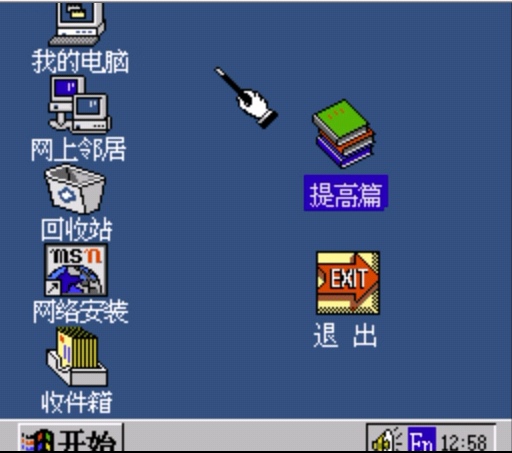 我的电脑
网上邻居
回收站
msn
网络安装
收件箱
提高篇
EXIT
退 出
开始
En 12:58